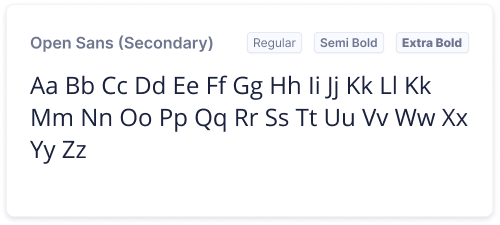 Open Sans (Secondary) Regular Semi Bold Extra Bold
Aa Bb Cc Dd Ee Ff Gg Hh Ii Jj Kk Ll Kk
Mm Nn Oo Pp Qq Rr Ss Tt Uu Vv Ww Xx
Yy Zz